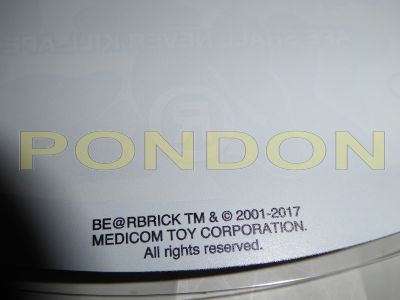 PONDON
BE@RBRICK TM & © 2001-2017
MEDICOM TOY CORPORATION.
All rights reserved.